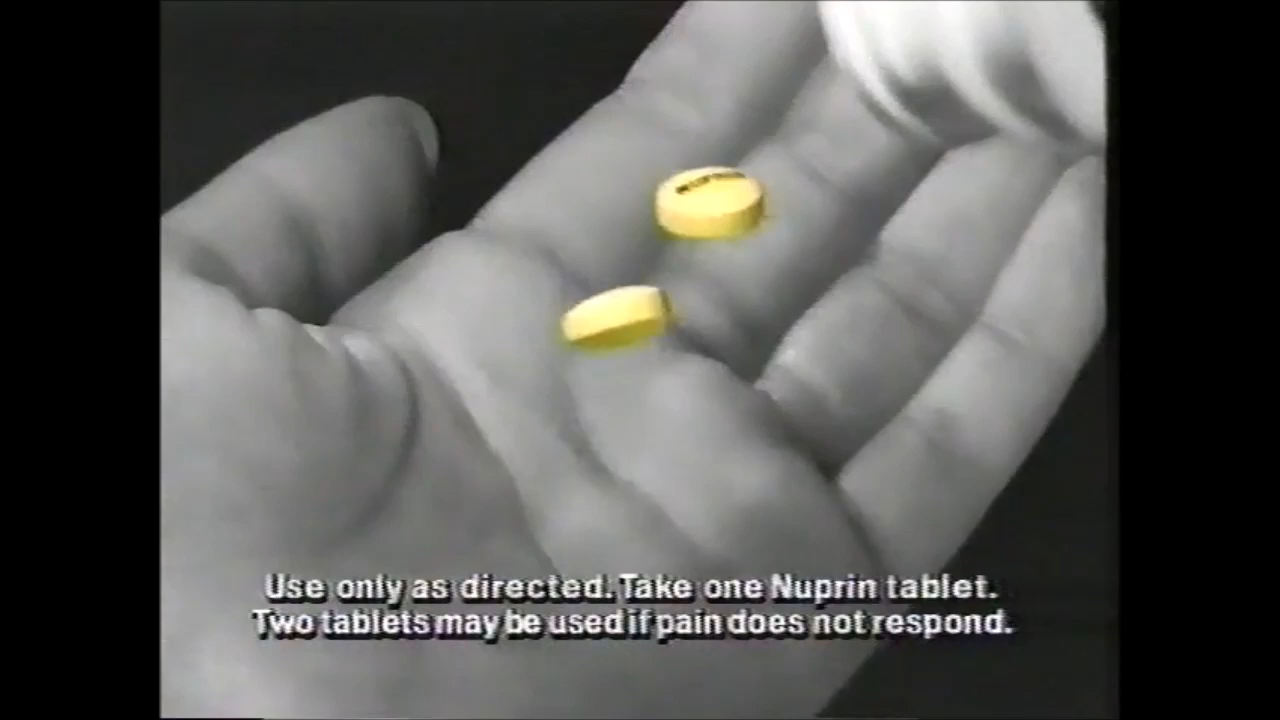 Use only as directed. Take one Nuprin tablet.
Two tablets may be used if pain does not respond.